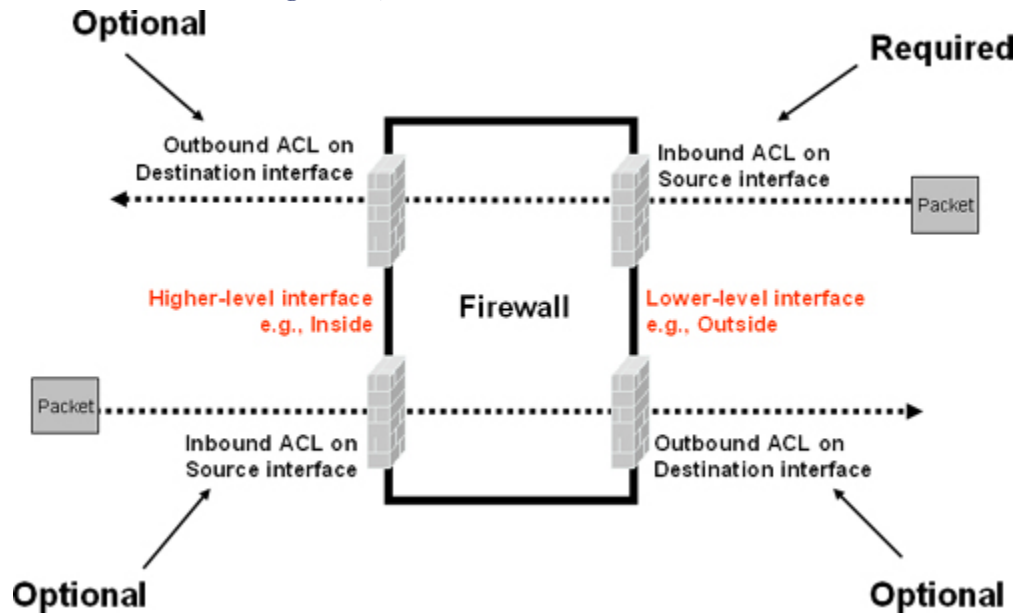 Optional
Required
Outbound ACL on
Destination interface
Inbound ACL on
Source interface
Packet
Higher-level interface
e.g., Inside
Firewall
Lower-level interface
e.g., Outside
Packet
Inbound ACL on
Source interface
Outbound ACL on
Destination interface
Optional
Optional